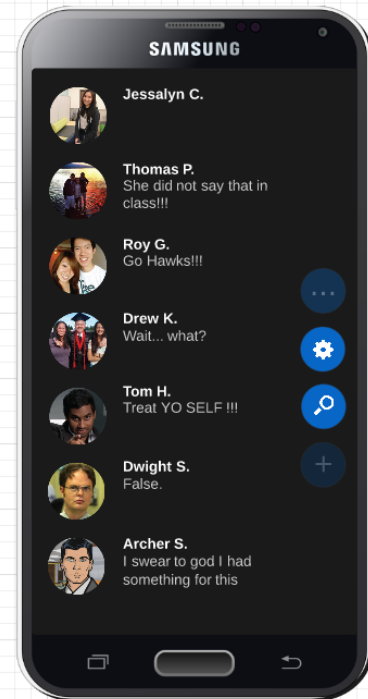 SAMSUNG
Jessalyn C.
Thomas P.
She did not say that in
class!!!
Roy G.
Go Hawks!!!
Drew K.
Wait... what?
Tom H.
Treat YO SELF !!!
Dwight S.
False.
Archer S.
I swear to god I had
something for this